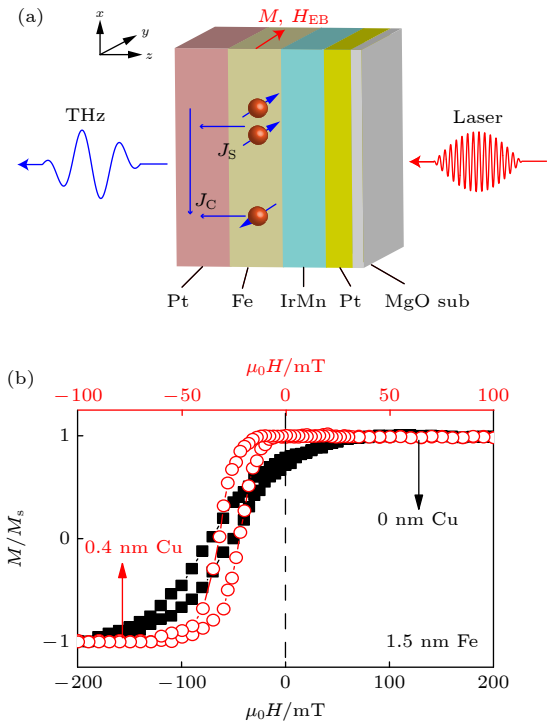 (a)
x
y
z
M, H_EB
THz
Laser
J_S
J_C
Pt Fe IrMn Pt MgO sub
(b)
μ₀H/mT
−100 −50 0 50 100
1
0
−1
M/Mₛ
0 nm Cu
0.4 nm Cu
1.5 nm Fe
−200 −100 0 100 200
μ₀H/mT